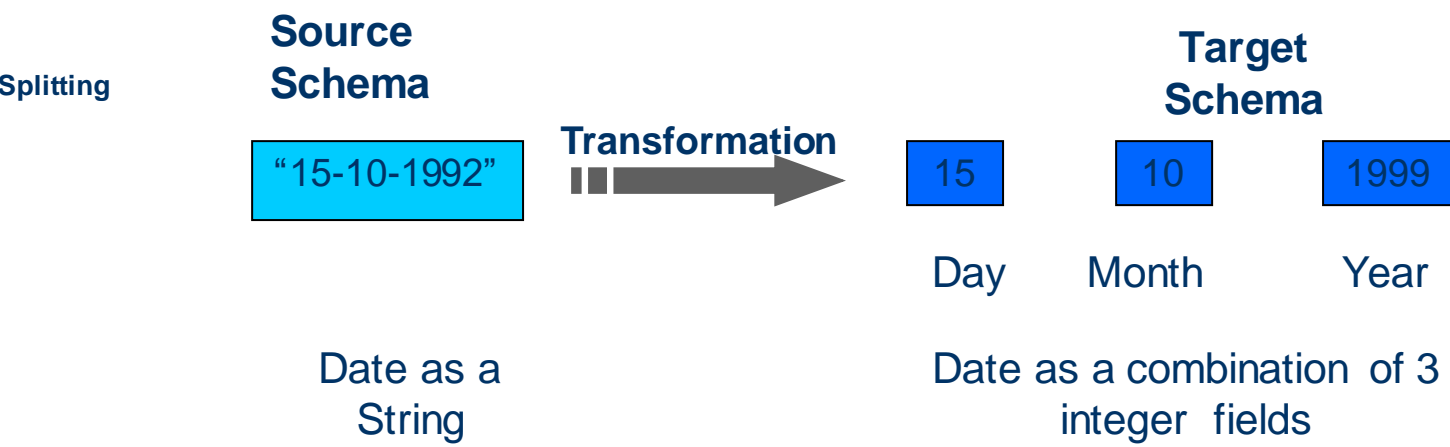 Source
Schema
Splitting
Target
Schema
Transformation
“15-10-1992”
15
10
1999
Day
Month
Year
Date as a
String
Date as a combination of 3
integer fields